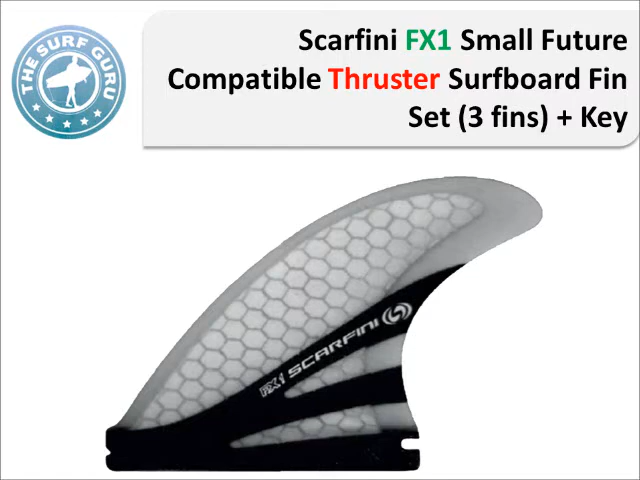 THE SURF GURU
Scarfini FX1 Small Future
Compatible Thruster Surfboard Fin
Set (3 fins) + Key
FX1 SCARFINI